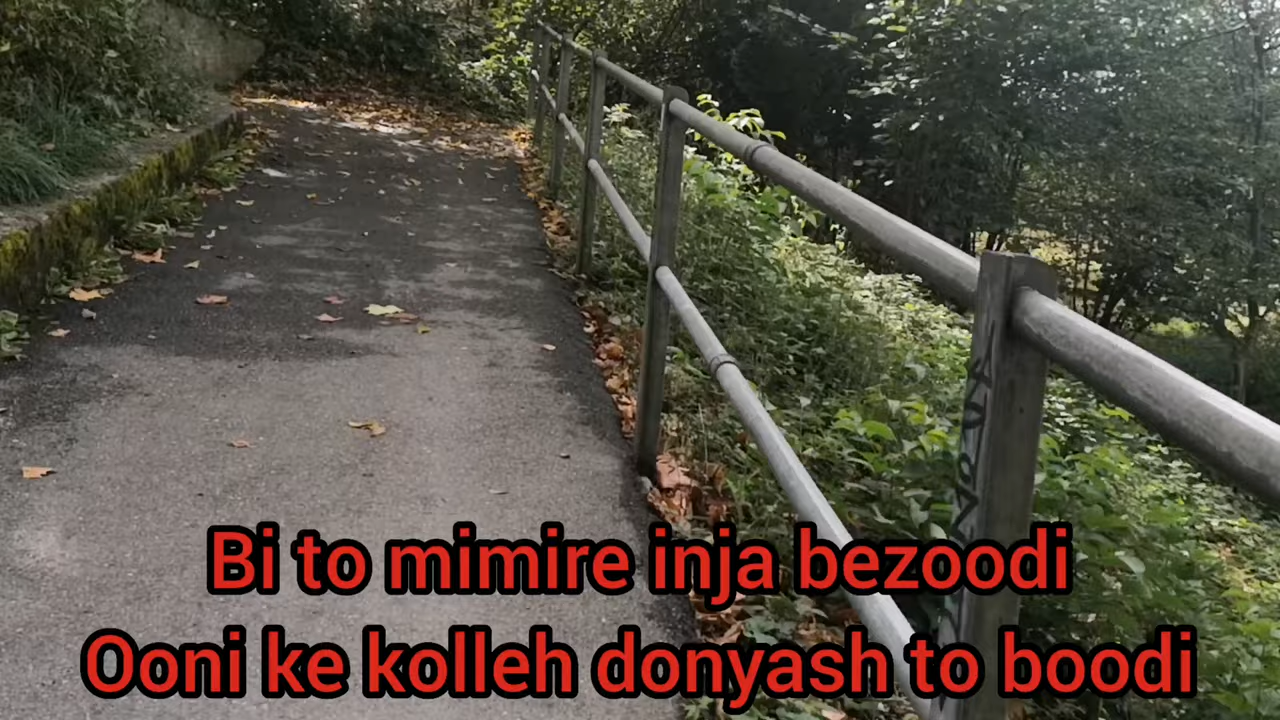 Bi to mimire inja bezoodi
Ooni ke kolleh donyash to boodi